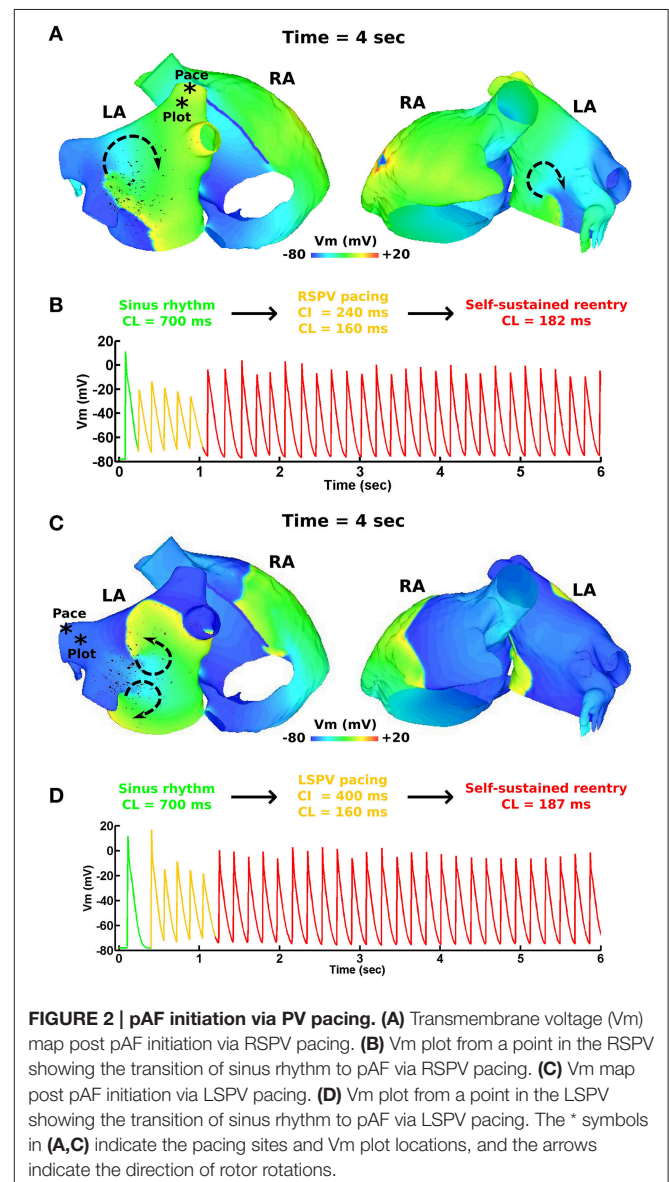 A
Time = 4 sec
Pace
*
*
Plot
LA
RA
RA
LA
Vm (mV)
-80 +20
B
Sinus rhythm
CL = 700 ms
RSPV pacing
CI = 240 ms
CL = 160 ms
Self-sustained reentry
CL = 182 ms
Vm (mV)
20
0
-20
-40
-60
-80
0 1 2 3 4 5 6
Time (sec)
C
Time = 4 sec
LA
RA
Pace
*
*
Plot
RA
LA
Vm (mV)
-80 +20
D
Sinus rhythm
CL = 700 ms
LSPV pacing
CI = 400 ms
CL = 160 ms
Self-sustained reentry
CL = 187 ms
Vm (mV)
20
0
-20
-40
-60
-80
0 1 2 3 4 5 6
Time (sec)
FIGURE 2 | pAF initiation via PV pacing. (A) Transmembrane voltage (Vm)
map post pAF initiation via RSPV pacing. (B) Vm plot from a point in the RSPV
showing the transition of sinus rhythm to pAF via RSPV pacing. (C) Vm map
post pAF initiation via LSPV pacing. (D) Vm plot from a point in the LSPV
showing the transition of sinus rhythm to pAF via LSPV pacing. The * symbols
in (A,C) indicate the pacing sites and Vm plot locations, and the arrows
indicate the direction of rotor rotations.